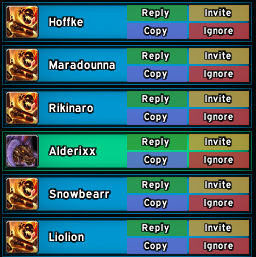 Hoffke Reply Invite
Copy Ignore
Maradounna Reply Invite
Copy Ignore
Rikinaro Reply Invite
Copy Ignore
Alderixx Reply Invite
Copy Ignore
Snowbearr Reply Invite
Copy Ignore
Liolion Reply Invite
Copy Ignore